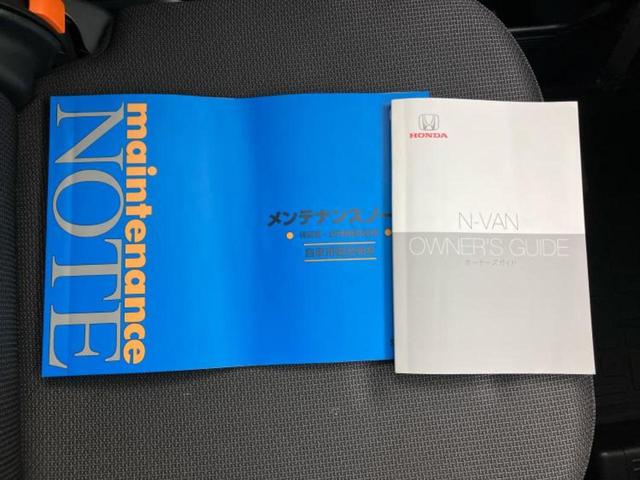 maintenance
NOTE
メンテナンスノー
HONDA
N-VAN
OWNER'S GUIDE
オーナーズガイド